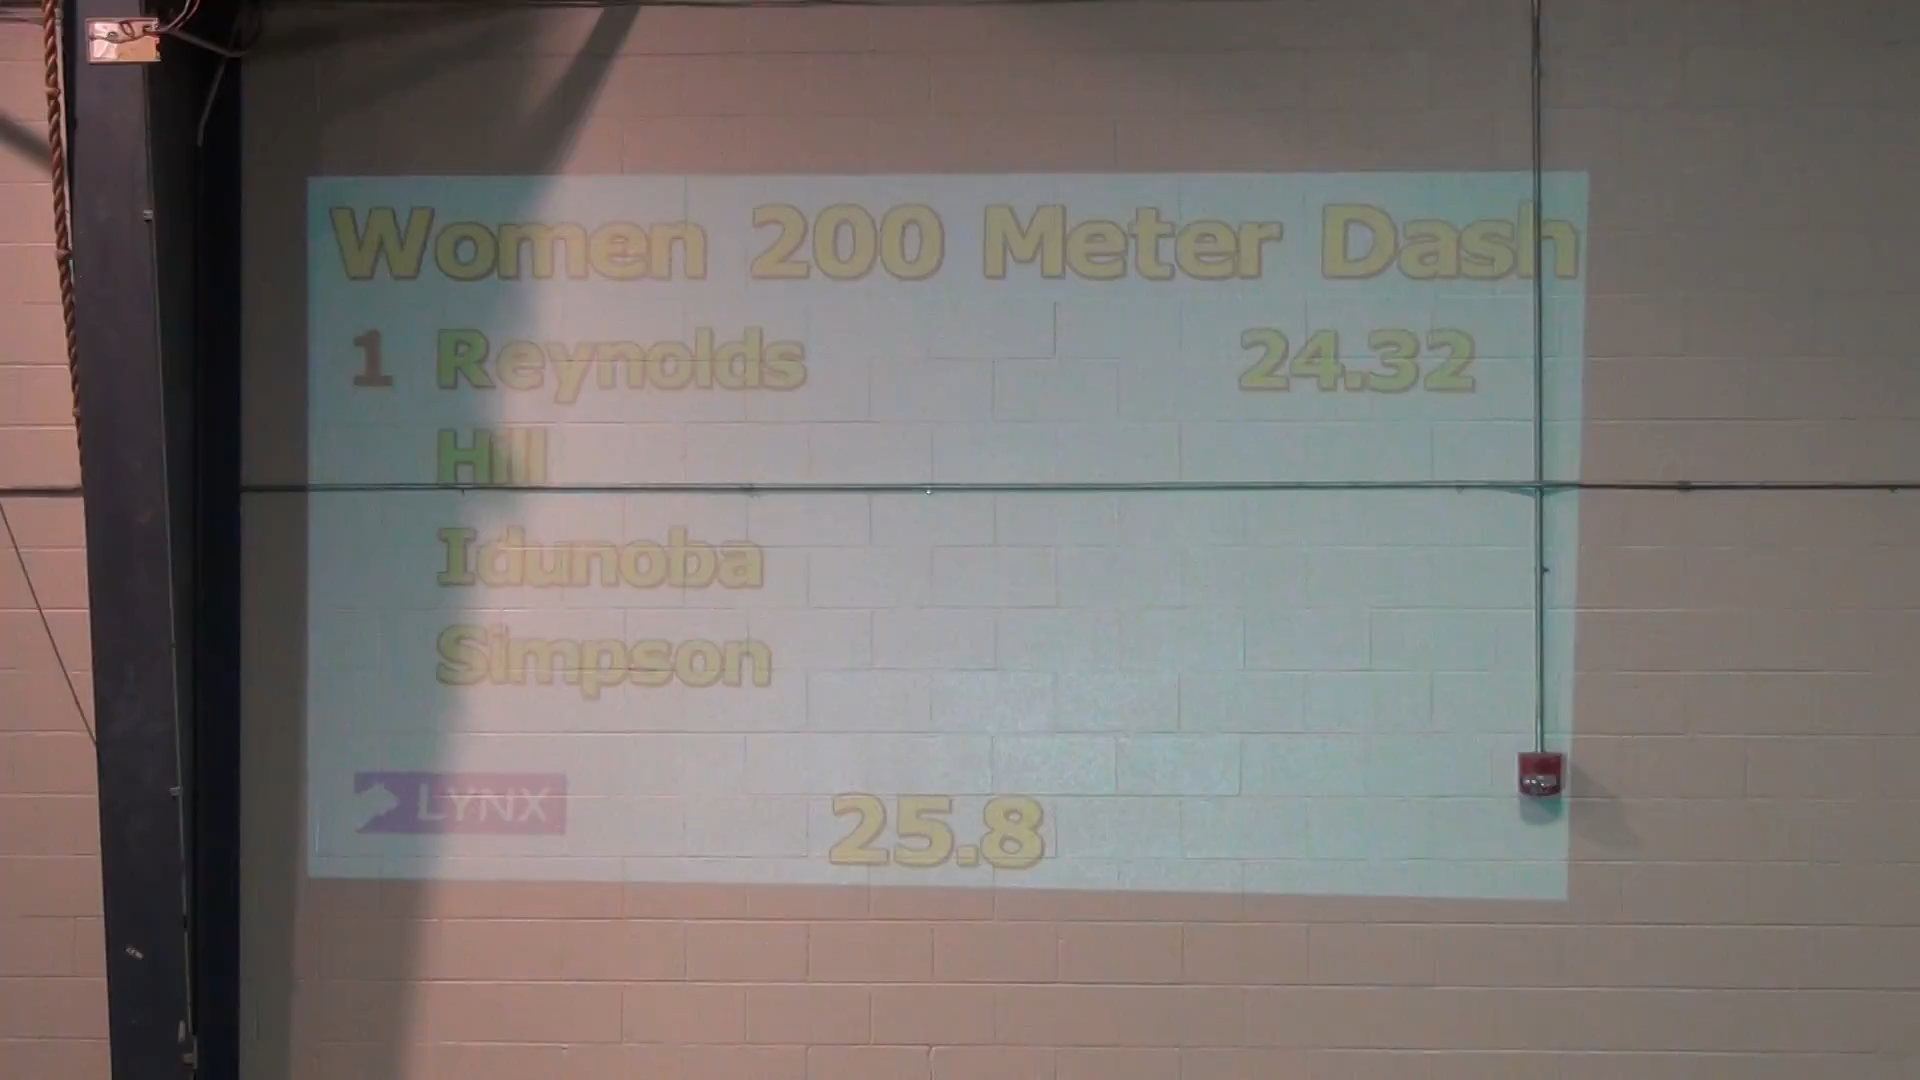 Women 200 Meter Dash
1 Reynolds 24.32
Hill
Idunoba
Simpson
LYNX
25.8